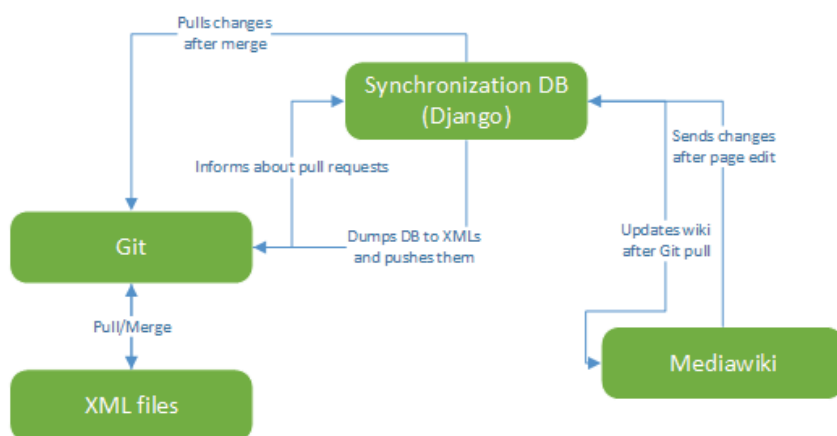 Pulls changes
after merge
Synchronization DB
(Django)
Sends changes
after page edit
Informs about pull requests
Dumps DB to XMLs
and pushes them
Updates wiki
after Git pull
Git
Pull/Merge
Mediawiki
XML files